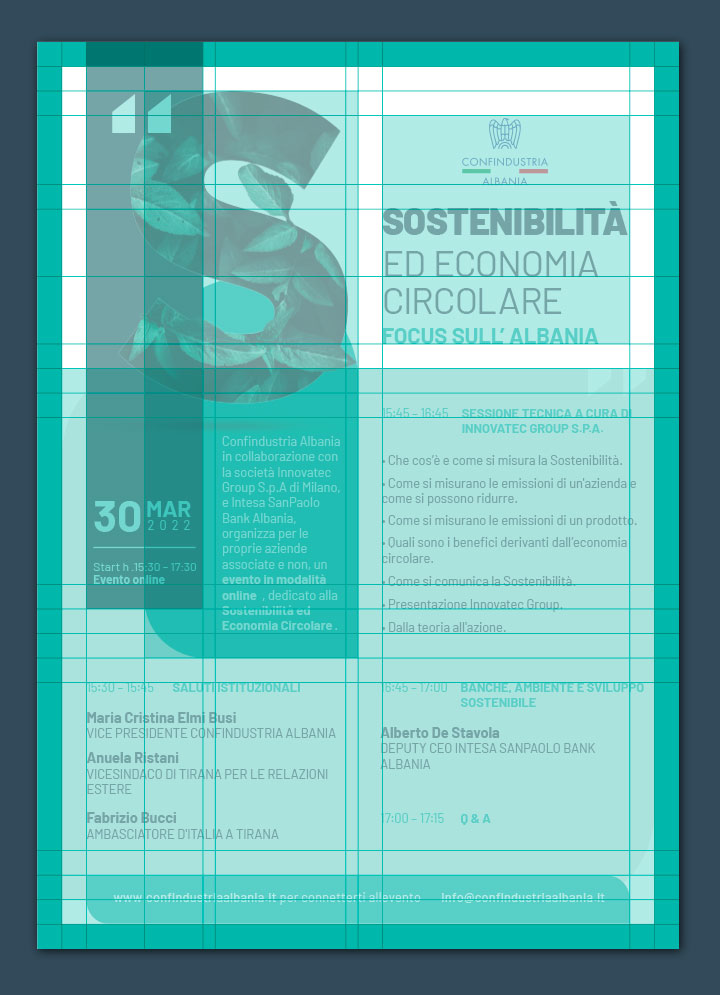 "
CONFINDUSTRIA
ALBANIA
SOSTENIBILITÀ
ED ECONOMIA
CIRCOLARE
FOCUS SULL' ALBANIA
30 MAR
2022
Start h .15:30 – 17:30
Evento online
Confindustria Albania
in collaborazione con
la società Innovatec
Group S.p.A di Milano,
e Intesa SanPaolo
Bank Albania,
organizza per le
proprie aziende
associate e non, un
evento in modalità
online , dedicato alla
Sostenibilità ed
Economia Circolare .
15:45 – 16:45 SESSIONE TECNICA A CURA DI
INNOVATEC GROUP S.P.A.
• Che cos'è e come si misura la Sostenibilità.
• Come si misurano le emissioni di un'azienda e
come si possono ridurre.
• Come si misurano le emissioni di un prodotto.
• Quali sono i benefici derivanti dall'economia
circolare.
• Come si comunica la Sostenibilità.
• Presentazione Innovatec Group.
• Dalla teoria all'azione.
15:30 – 15:45 SALUTI ISTITUZIONALI
Maria Cristina Elmi Busi
VICE PRESIDENTE CONFINDUSTRIA ALBANIA
Anuela Ristani
VICESINDACO DI TIRANA PER LE RELAZIONI
ESTERE
Fabrizio Bucci
AMBASCIATORE D'ITALIA A TIRANA
16:45 – 17:00 BANCHE, AMBIENTE E SVILUPPO
SOSTENIBILE
Alberto De Stavola
DEPUTY CEO INTESA SANPAOLO BANK
ALBANIA
17:00 – 17:15 Q & A
www.confindustriaalbania.it per connetterti all'evento info@confindustriaalbania.it